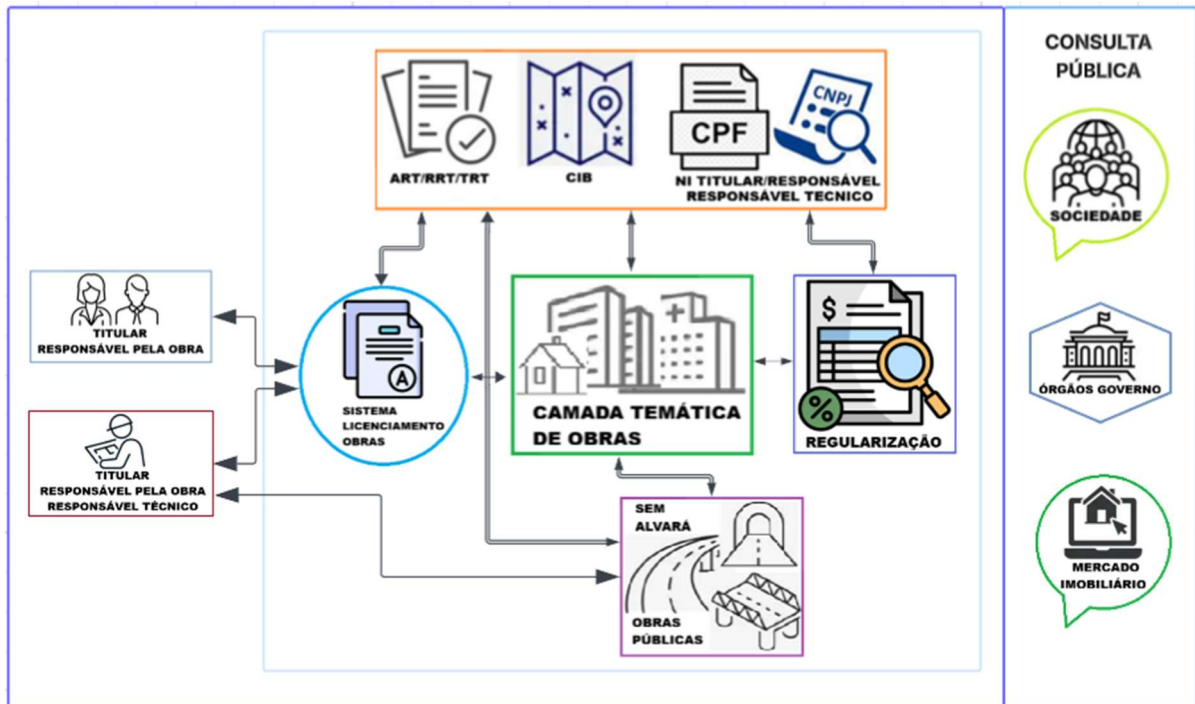 CONSULTA
PÚBLICA
CPF
CNPJ
ART/RRT/TRT
CIB
NI TITULAR/RESPONSÁVEL
RESPONSÁVEL TECNICO
SOCIEDADE
TITULAR
RESPONSÁVEL PELA OBRA
$
A
SISTEMA
LICENCIAMENTO
OBRAS
CAMADA TEMÁTICA
DE OBRAS
%
REGULARIZAÇÃO
ÓRGÃOS GOVERNO
TITULAR
RESPONSÁVEL PELA OBRA
RESPONSÁVEL TÉCNICO
SEM
ALVARÁ
OBRAS
PÚBLICAS
MERCADO
IMOBILIÁRIO